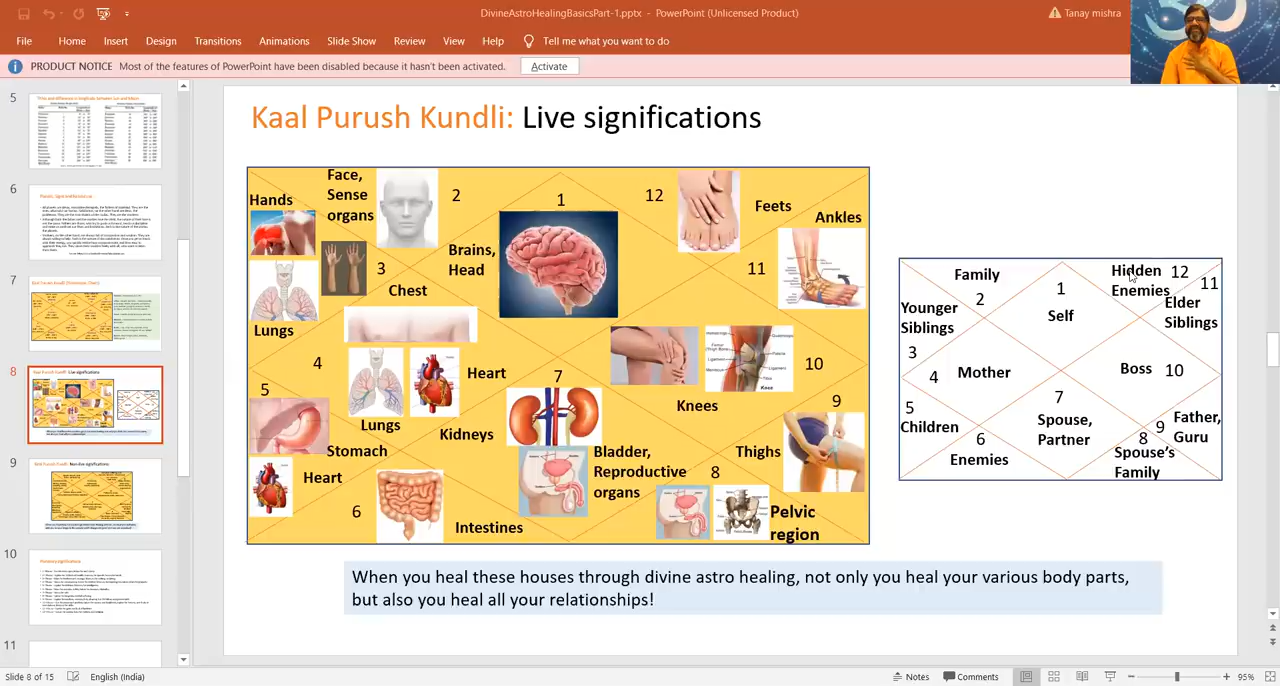 DivineAstroHealingBasicsPart-1.pptx - PowerPoint (Unlicensed Product)
Tanay mishra
File Home Insert Design Transitions Animations Slide Show Review View Help Tell me what you want to do
PRODUCT NOTICE Most of the features of PowerPoint have been disabled because it hasn't been activated. Activate
5
6
7
8
9
10
11
Kaal Purush Kundli: Live significations
Hands
Face,
Sense
organs
2
1
12
Feets
Ankles
Brains,
Head
3
Chest
11
Lungs
4
Heart
7
10
5
Knees
9
Lungs
Kidneys
Stomach
Bladder,
Reproductive
organs
Thighs
8
Heart
6
Intestines
Pelvic
region
Family
2
1
Self
Hidden
Enemies
12
11
Elder
Siblings
Younger
Siblings
3
4
Mother
Boss 10
5
Children
7
Spouse,
Partner
9
Father,
Guru
6
Enemies
8
Spouse's
Family
When you heal these houses through divine astro healing, not only you heal your various body parts,
but also you heal all your relationships!
Slide 8 of 15 English (India) Notes Comments 95%